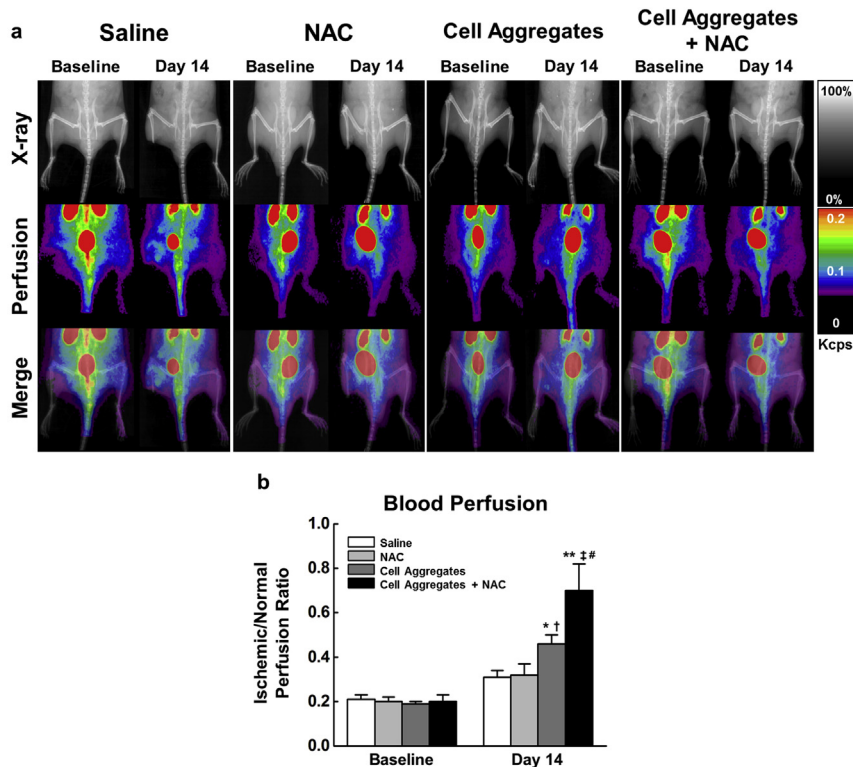 a
Saline
NAC
Cell Aggregates
Cell Aggregates
+ NAC
Baseline
Day 14
Baseline
Day 14
Baseline
Day 14
Baseline
Day 14
X-ray
100%
0%
Perfusion
0.2
0.1
0
Kcps
Merge
b
Blood Perfusion
Ischemic/Normal
Perfusion Ratio
1.0
0.8
0.6
0.4
0.2
0.0
Saline
NAC
Cell Aggregates
Cell Aggregates + NAC
* †
** ‡ #
Baseline
Day 14